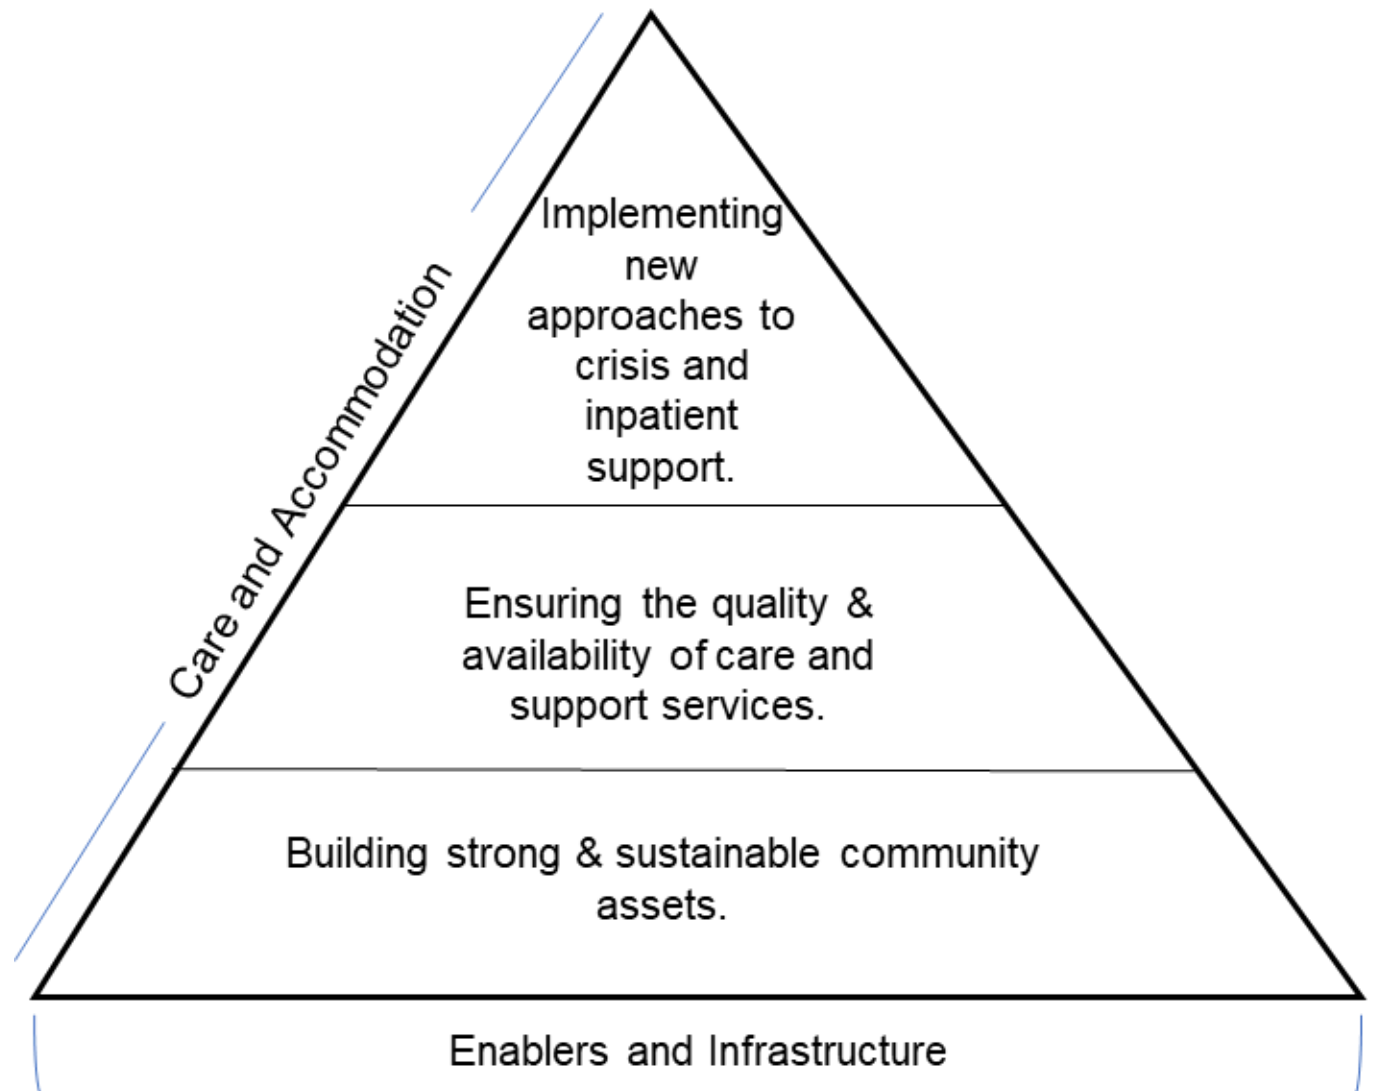 Implementing
new
approaches to
crisis and
inpatient
support.
Care and Accommodation
Ensuring the quality &
availability of care and
support services.
Building strong & sustainable community
assets.
Enablers and Infrastructure